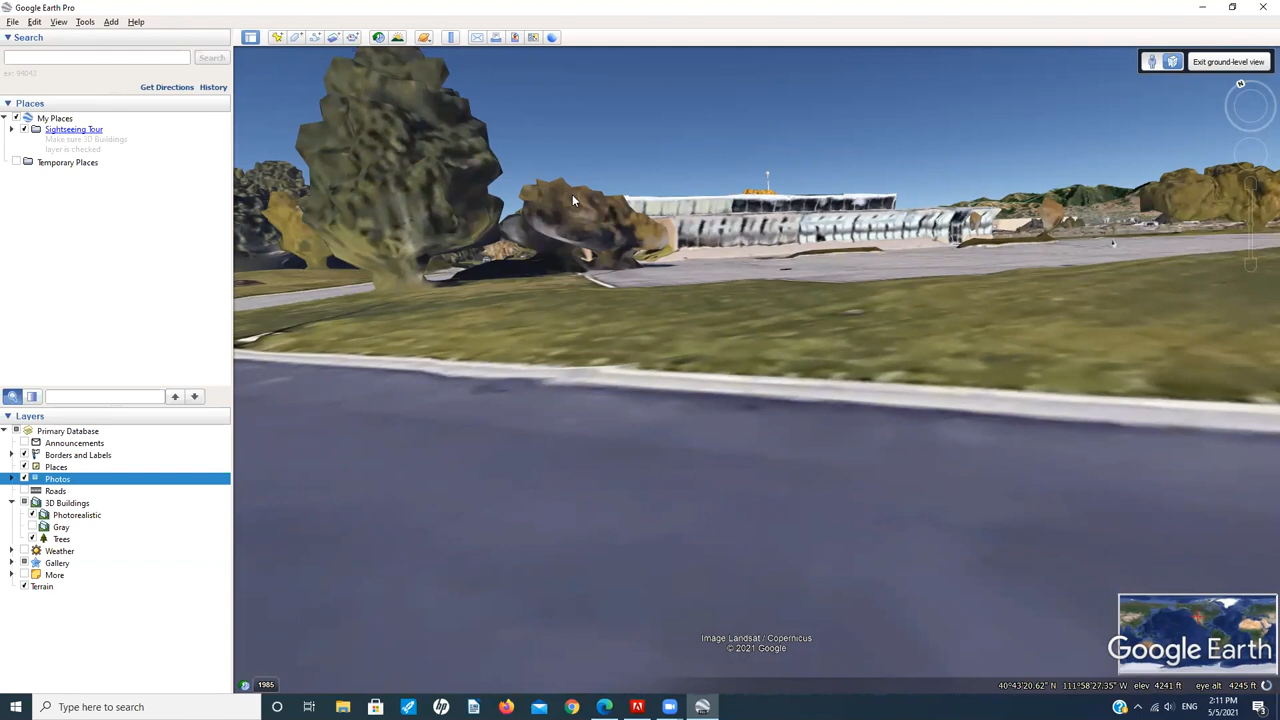 Google Earth Pro
File Edit View Tools Add Help
Search
Search
ex: 94043
Get Directions History
Places
My Places
Sightseeing Tour
Make sure 3D Buildings
layer is checked
Temporary Places
Exit ground-level view
N
Layers
Primary Database
Announcements
Borders and Labels
Places
Photos
Roads
3D Buildings
Photorealistic
Gray
Trees
Weather
Gallery
More
Terrain
Image Landsat / Copernicus
© 2021 Google
Google Earth
1985
40°43'20.62" N 111°58'27.35" W elev 4241 ft eye alt 4245 ft
Type here to search
ENG
2:11 PM
5/5/2021
3